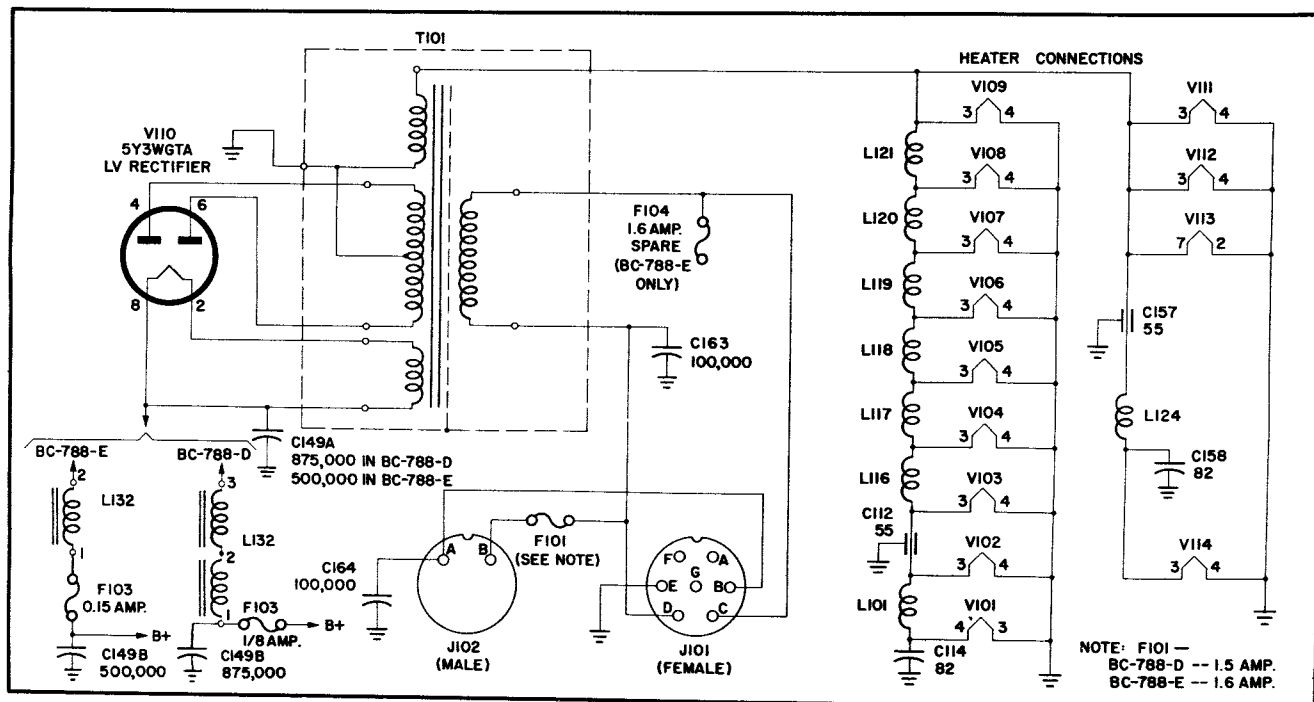 T101
HEATER CONNECTIONS
V110
5Y3WGTA
LV RECTIFIER
4
6
8
2
F104
1.6 AMP.
SPARE
(BC-788-E
ONLY)
C163
100,000
C149A
875,000 IN BC-788-D
500,000 IN BC-788-E
BC-788-E
BC-788-D
2
3
L132
L132
1
2
F103
0.15 AMP.
1
F103
1/8 AMP.
B+
B+
C149B
500,000
C149B
875,000
C164
100,000
A
B
F101
(SEE NOTE)
J102
(MALE)
F
A
G
E
B
D
C
J101
(FEMALE)
V109
3 4
L121
V108
3 4
L120
V107
3 4
L119
V106
3 4
L118
V105
3 4
L117
V104
3 4
L116
V103
3 4
C112
55
V102
3 4
L101
V101
4 3
C114
82
V111
3 4
V112
3 4
V113
7 2
C157
55
L124
C158
82
V114
3 4
NOTE: F101 —
BC-788-D -- 1.5 AMP.
BC-788-E -- 1.6 AMP.